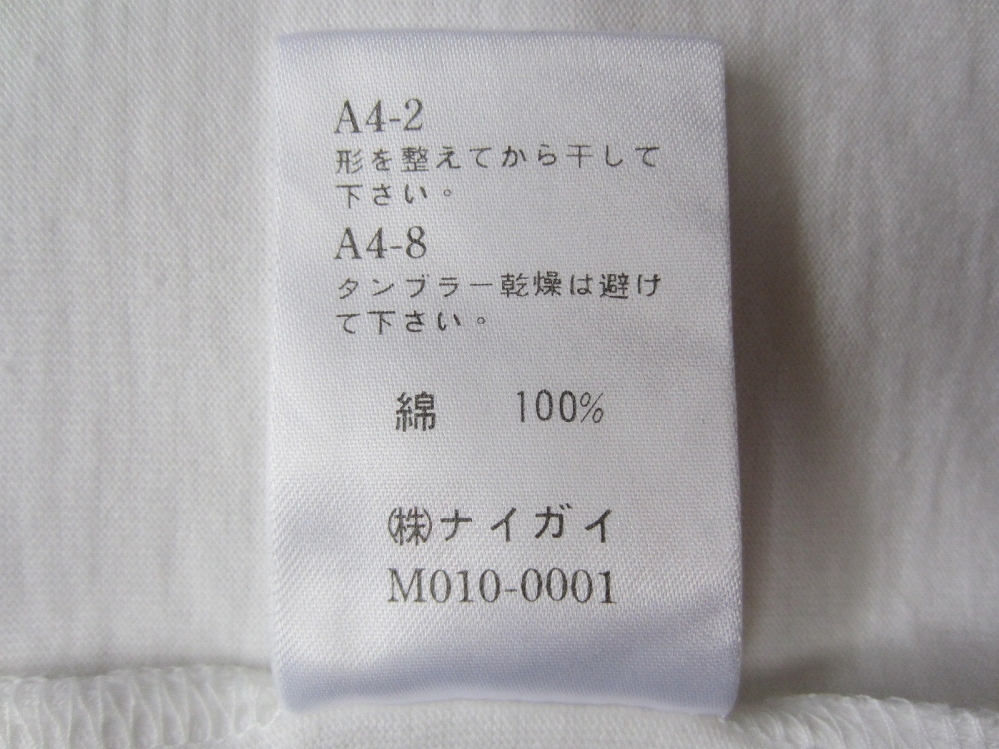 A4-2
形を整えてから干して
下さい。
A4-8
タンブラー乾燥は避け
て下さい。
綿 100%
㈱ナイガイ
M010-0001